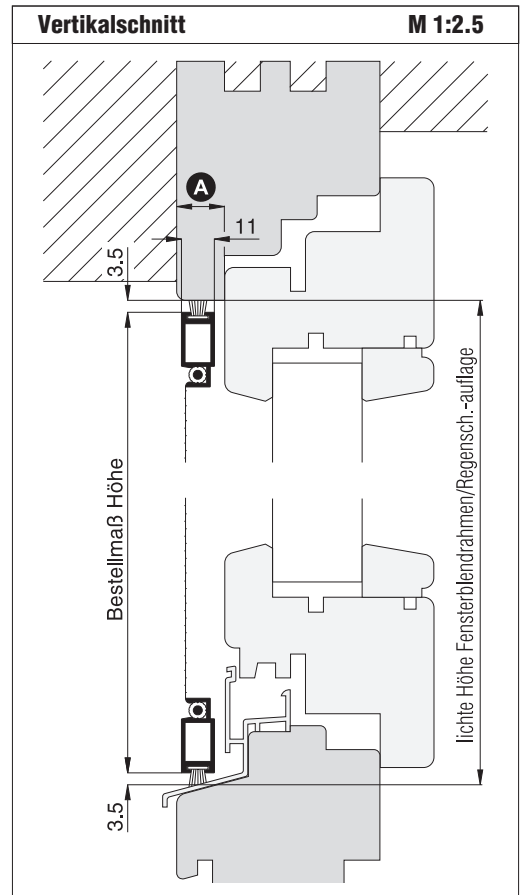 Vertikalschnitt M 1:2.5
A
11
3.5
Bestellmaß Höhe
lichte Höhe Fensterblendrahmen/Regensch.-auflage
3.5